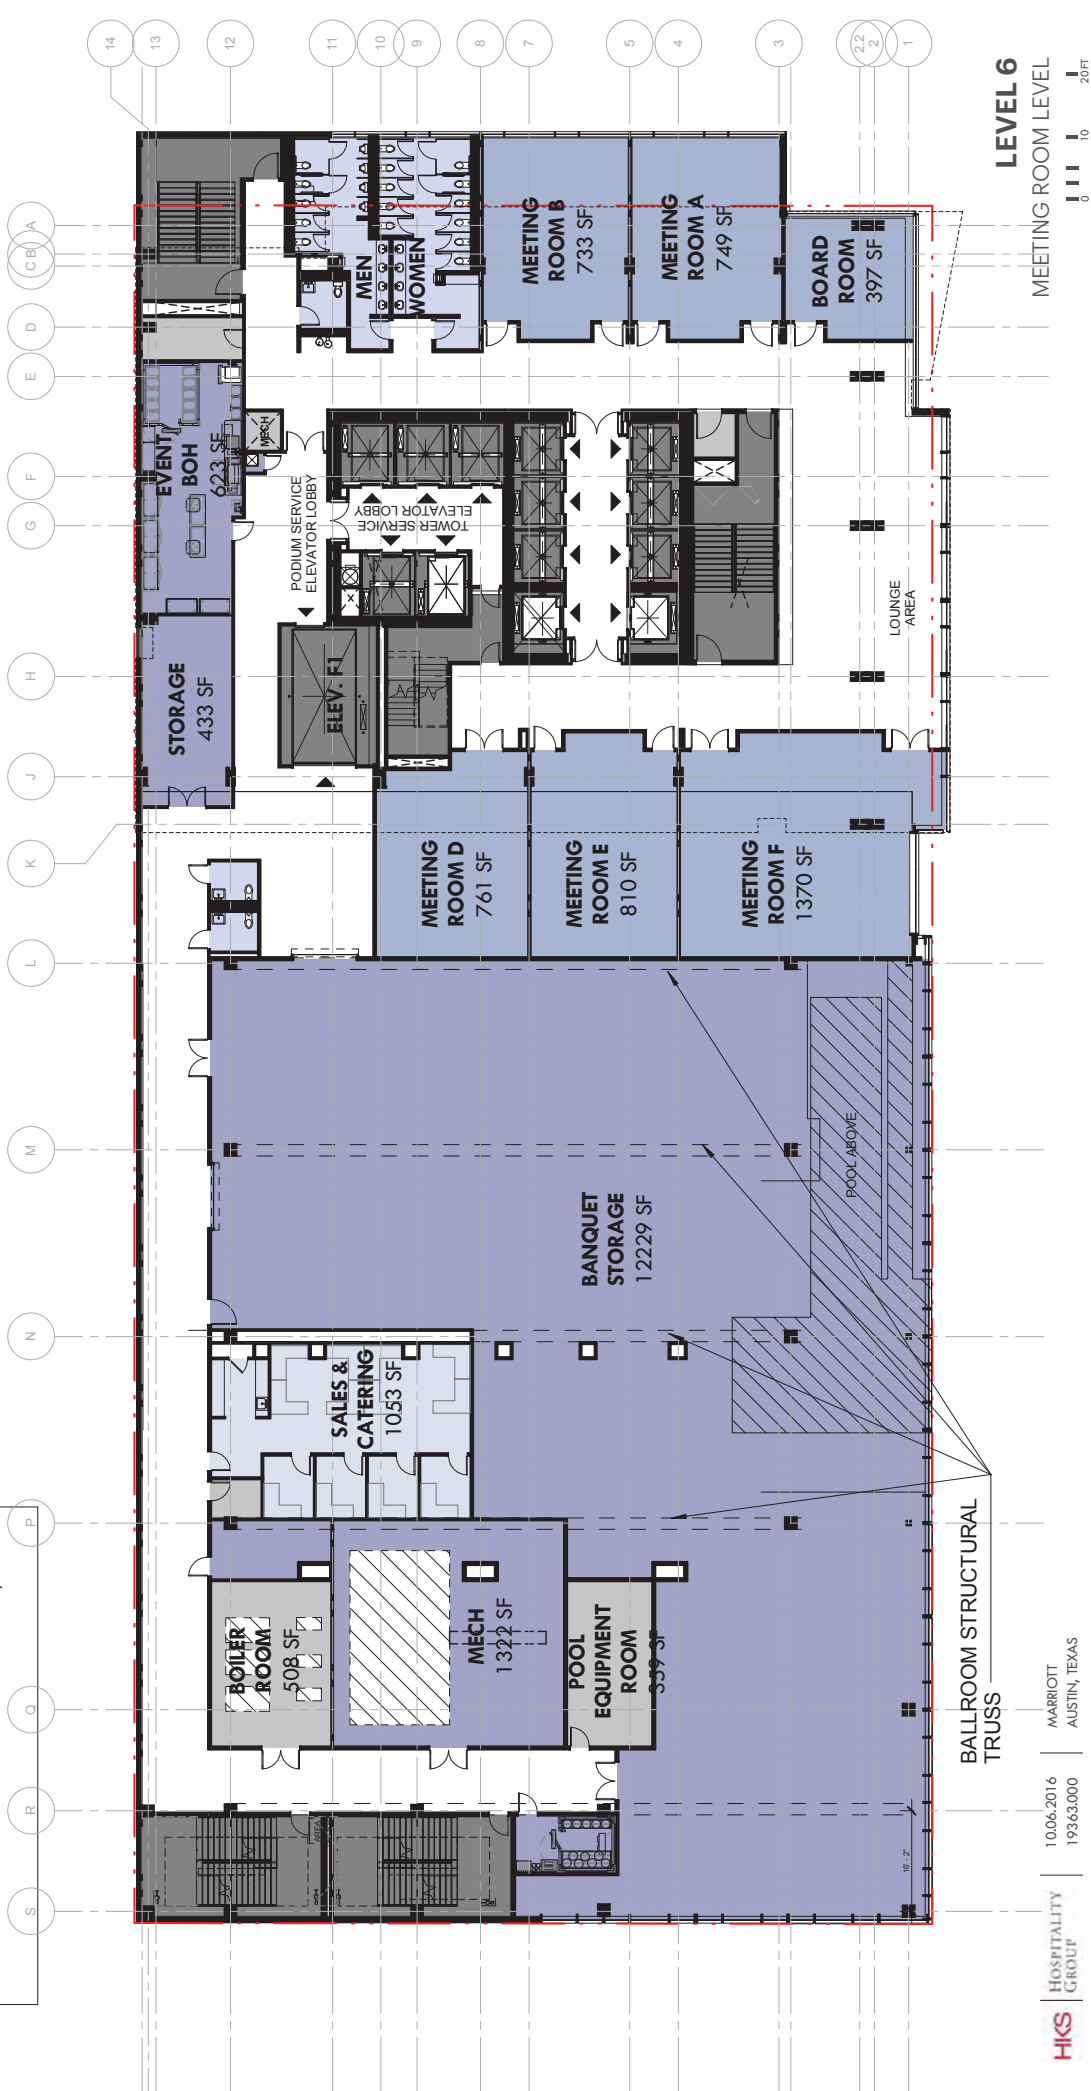 14
13
12
11
10
9
8
7
5
4
3
2.2
2
1
A
B
C
D
E
F
G
H
J
K
L
M
N
P
Q
R
S
LEVEL 6
MEETING ROOM LEVEL
0
10
20FT
MEN
WOMEN
MEETING
ROOM B
733 SF
MEETING
ROOM A
749 SF
BOARD
ROOM
397 SF
EVENT
BOH
623 SF
MECH
PODIUM SERVICE
ELEVATOR LOBBY
TOWER SERVICE
ELEVATOR LOBBY
LOUNGE
AREA
STORAGE
433 SF
ELEV. F1
MEETING
ROOM D
761 SF
MEETING
ROOM E
810 SF
MEETING
ROOM F
1370 SF
POOL ABOVE
BANQUET
STORAGE
12229 SF
SALES &
CATERING
1053 SF
BOILER
ROOM
508 SF
MECH
1322 SF
POOL
EQUIPMENT
ROOM
359 SF
AREA
16' - 2"
BALLROOM STRUCTURAL
TRUSS
HKS
HOSPITALITY
GROUP
10.06.2016
19363.000
MARRIOTT
AUSTIN, TEXAS